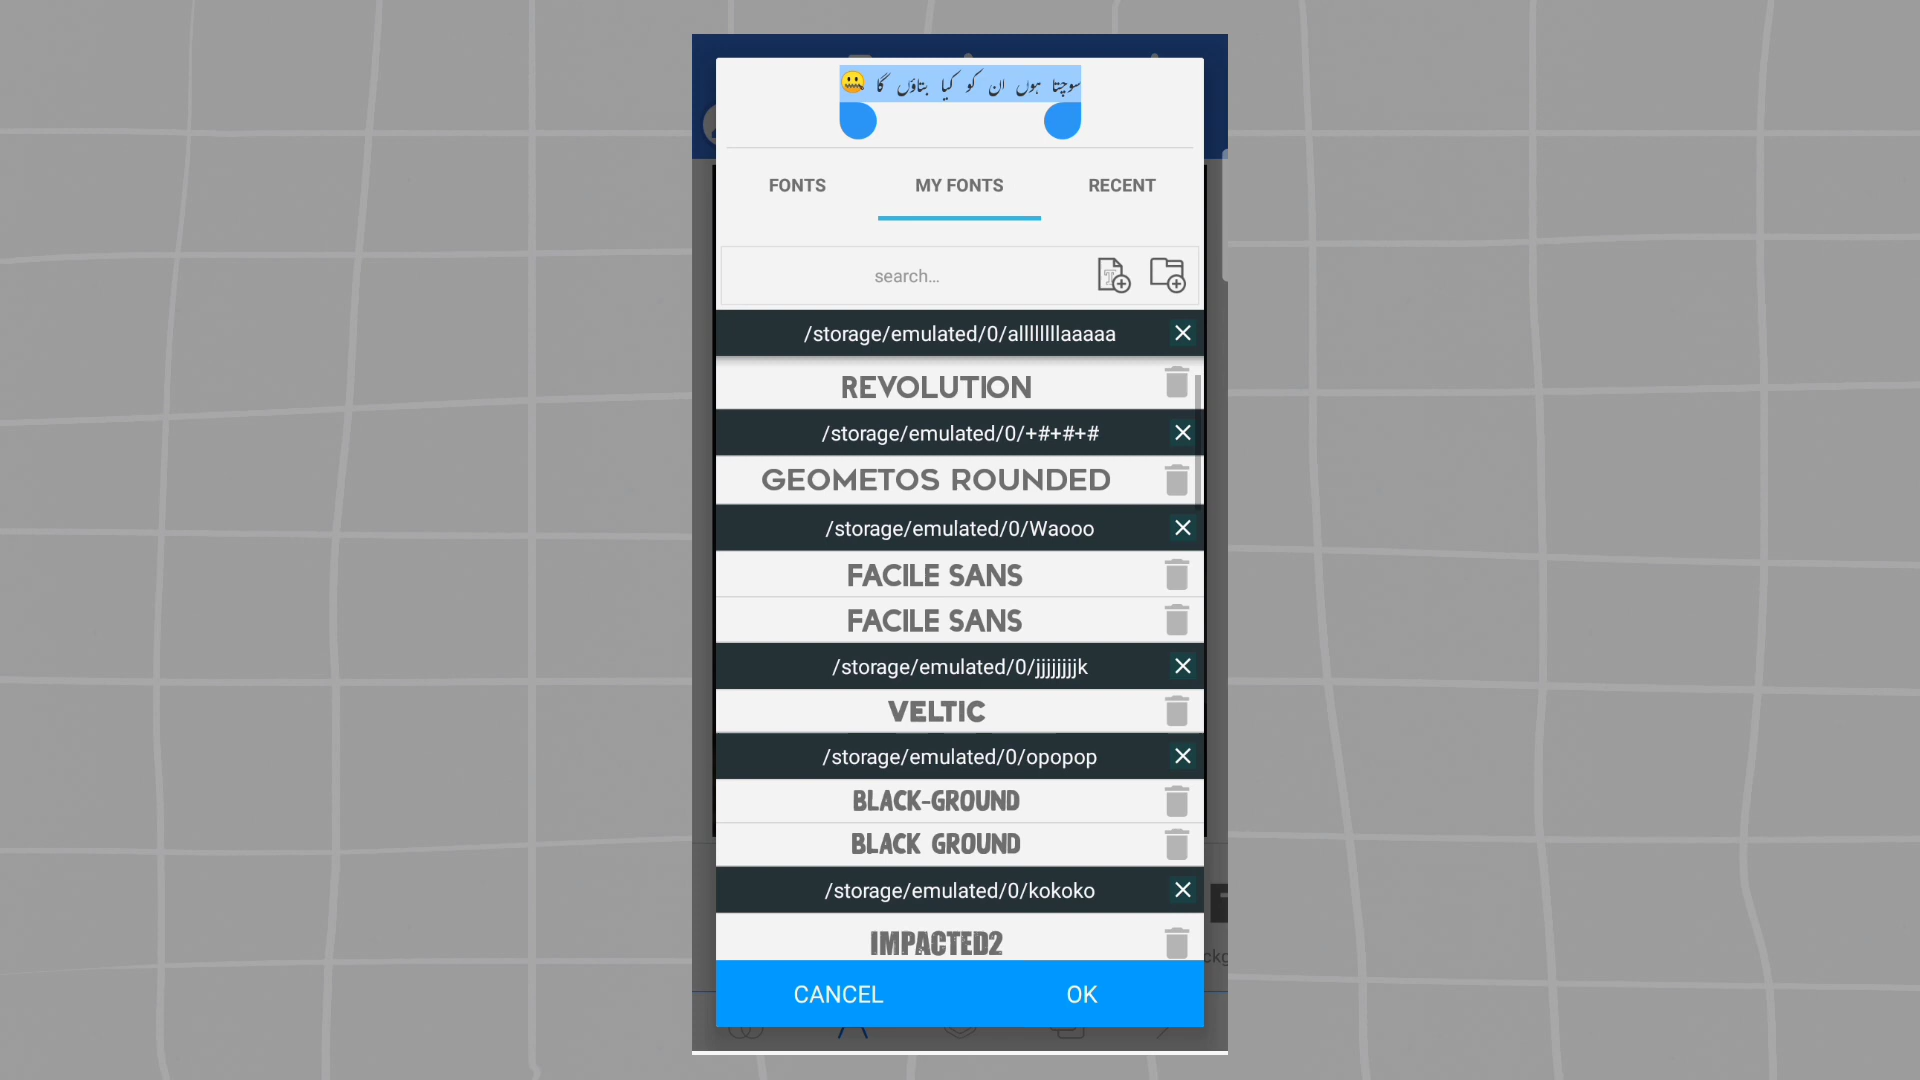 سوچتا ہوں ان کو کیا بتاؤں گا 🤐
FONTS
MY FONTS
RECENT
search...
/storage/emulated/0/allllllllaaaaa
REVOLUTION
/storage/emulated/0/+#+#+#
GEOMETOS ROUNDED
/storage/emulated/0/Waooo
FACILE SANS
FACILE SANS
/storage/emulated/0/jjjjjjjjk
VELTIC
/storage/emulated/0/opopop
BLACK-GROUND
BLACK GROUND
/storage/emulated/0/kokoko
IMPACTED2
CANCEL
OK